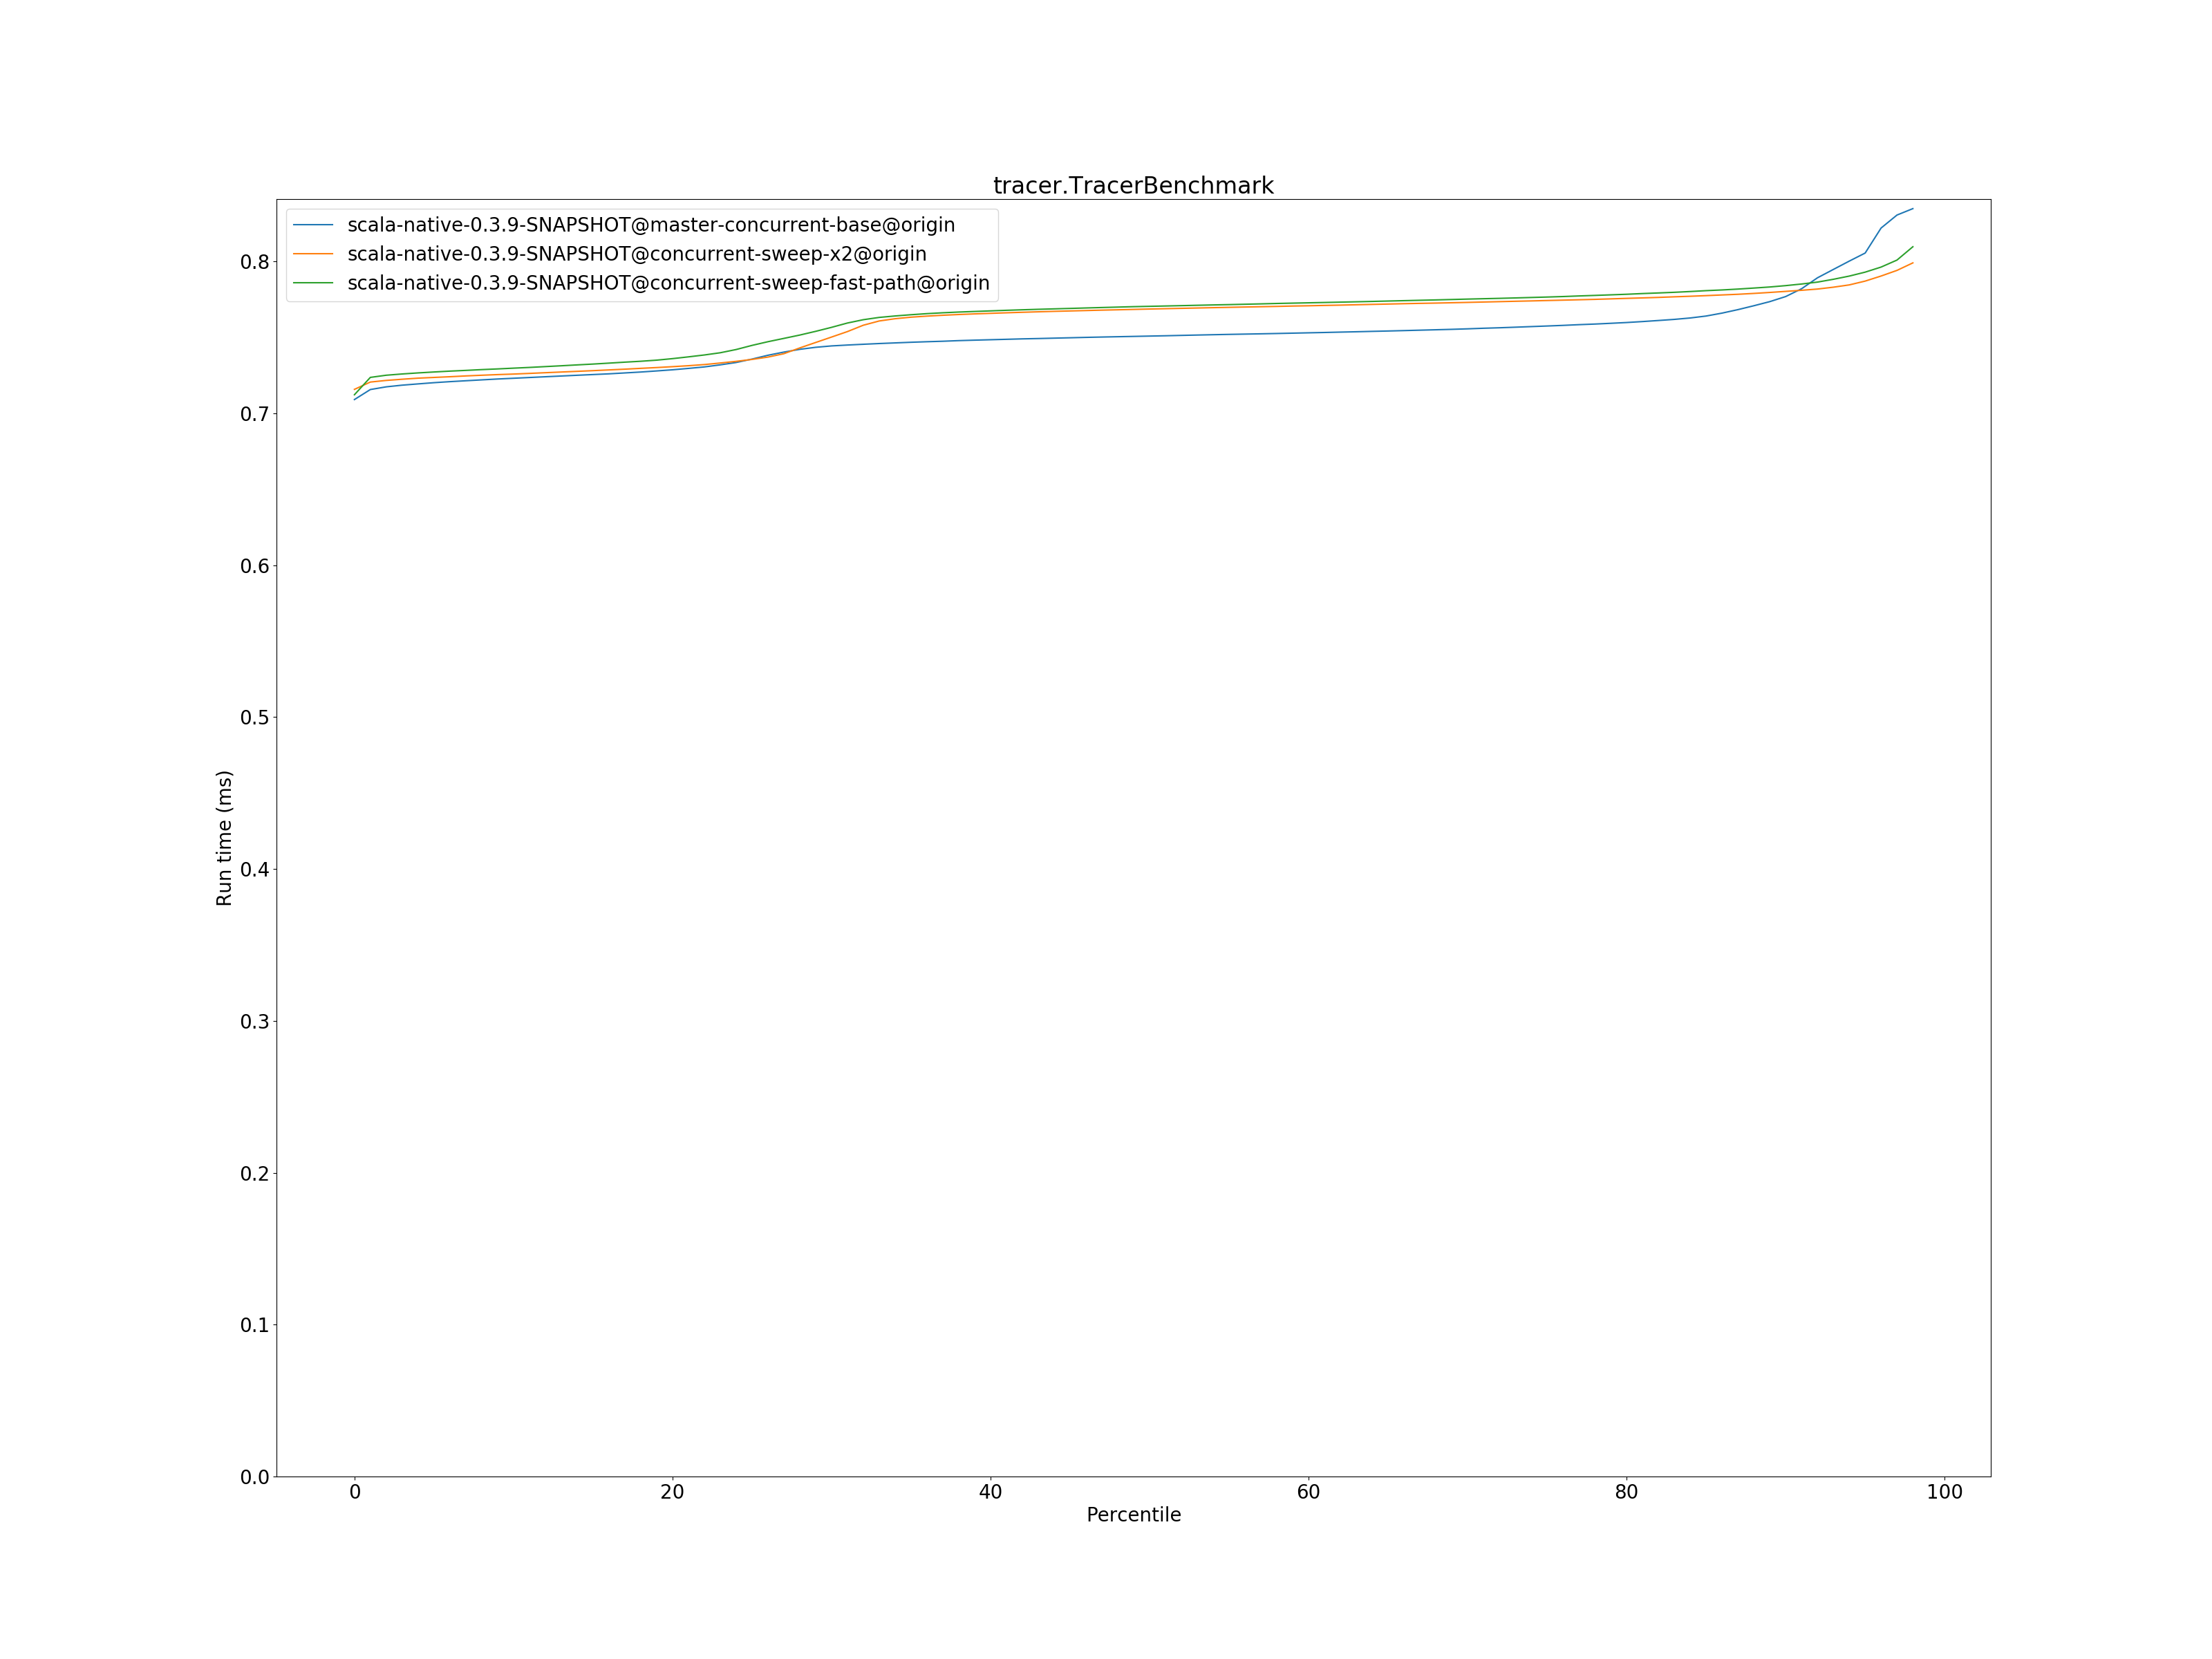 tracer.TracerBenchmark
scala-native-0.3.9-SNAPSHOT@master-concurrent-base@origin
scala-native-0.3.9-SNAPSHOT@concurrent-sweep-x2@origin
scala-native-0.3.9-SNAPSHOT@concurrent-sweep-fast-path@origin
0.8
0.7
0.6
0.5
0.4
0.3
0.2
0.1
0.0
Run time (ms)
0 20 40 60 80 100
Percentile